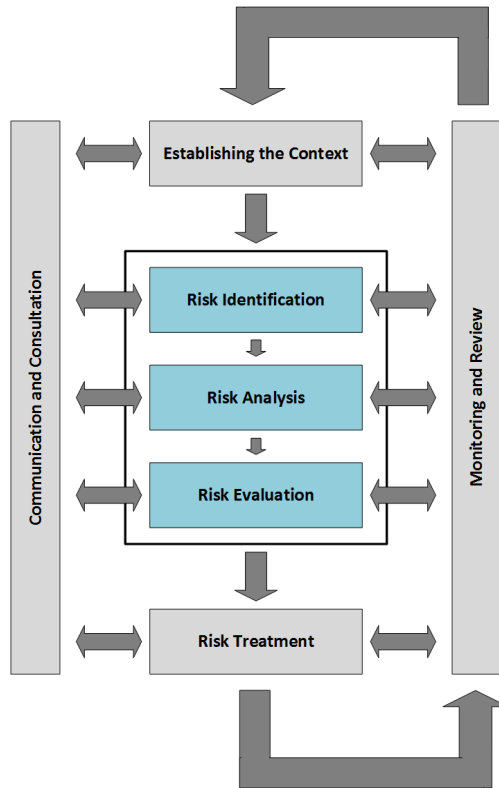 Establishing the Context
Communication and Consultation
Risk Identification
Risk Analysis
Risk Evaluation
Monitoring and Review
Risk Treatment